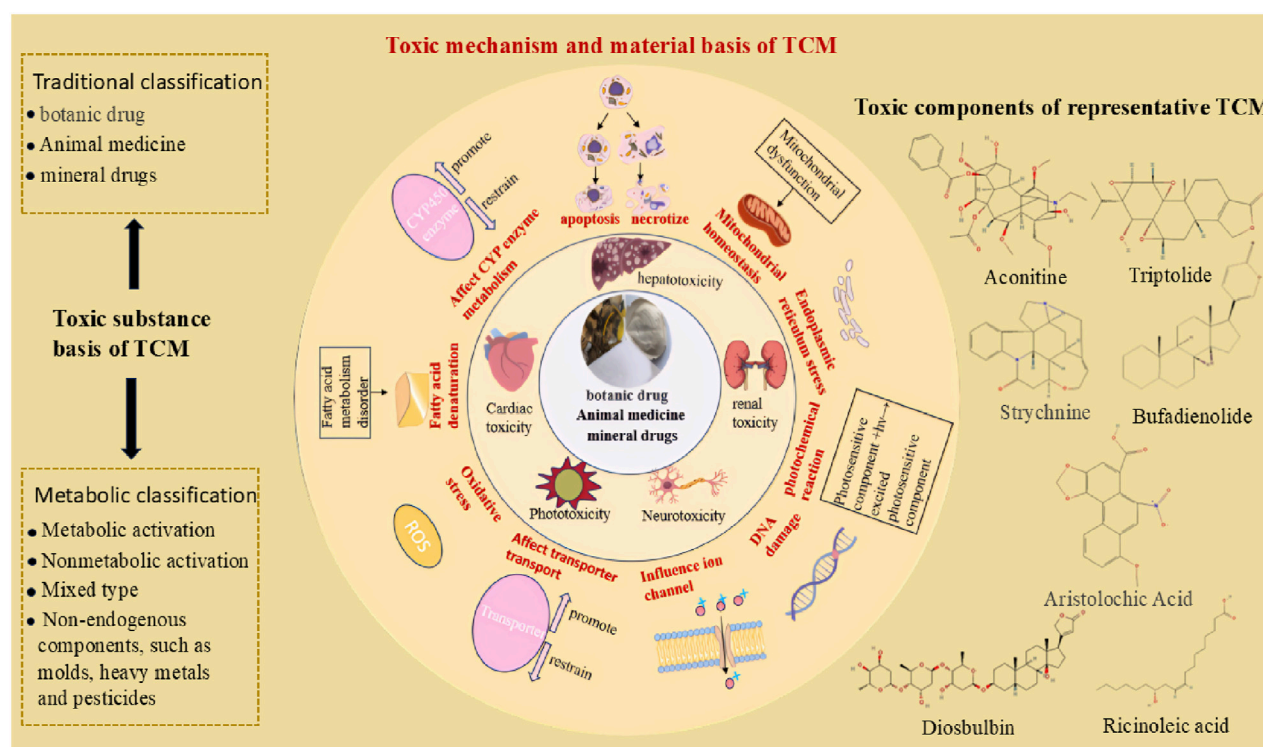 Toxic mechanism and material basis of TCM
Traditional classification
• botanic drug
• Animal medicine
• mineral drugs
Toxic substance
basis of TCM
Metabolic classification
• Metabolic activation
• Nonmetabolic activation
• Mixed type
• Non-endogenous
components, such as
molds, heavy metals
and pesticides
apoptosis
necrotize
Mitochondrial
dysfunction
Mitochondrial
homeostasis
Endoplasmic
reticulum stress
photochemical
reaction
Photosensitive
component +hv
excited
photosensitive
component
DNA
damage
Influence ion
channel
Affect transporter
transport
Transporter
promote
restrain
Oxidative
stress
ROS
Fatty acid
denaturation
Fatty acid
metabolism
disorder
Affect CYP enzyme
metabolism
CYP450
enzyme
promote
restrain
hepatotoxicity
renal
toxicity
Neurotoxicity
Phototoxicity
Cardiac
toxicity
botanic drug
Animal medicine
mineral drugs
Toxic components of representative TCM
Aconitine
Triptolide
Strychnine
Bufadienolide
Aristolochic Acid
Diosbulbin
Ricinoleic acid